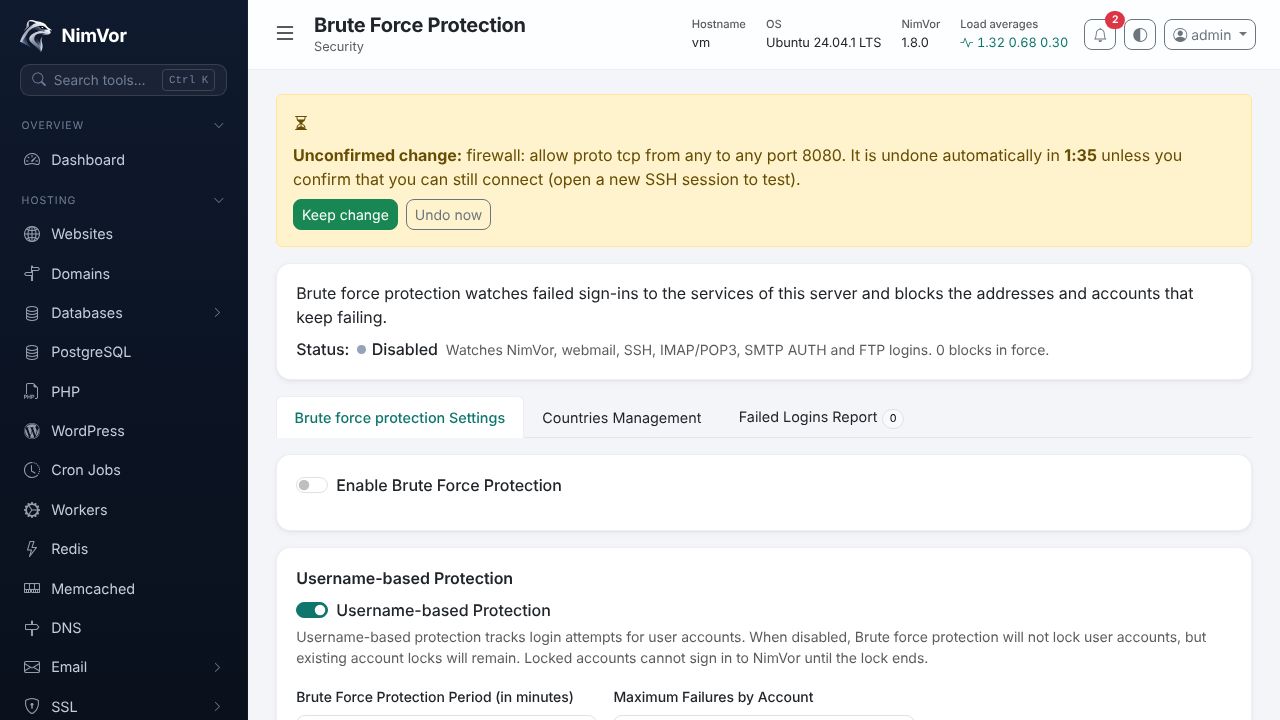 NimVor
Search tools...
Ctrl K
OVERVIEW
Dashboard
HOSTING
Websites
Domains
Databases
PostgreSQL
PHP
WordPress
Cron Jobs
Workers
Redis
Memcached
DNS
Email
SSL
Brute Force Protection
Security
Hostname
vm
OS
Ubuntu 24.04.1 LTS
NimVor
1.8.0
Load averages
1.32 0.68 0.30
2
admin
Unconfirmed change: firewall: allow proto tcp from any to any port 8080. It is undone automatically in 1:35 unless you
confirm that you can still connect (open a new SSH session to test).
Keep change
Undo now
Brute force protection watches failed sign-ins to the services of this server and blocks the addresses and accounts that
keep failing.
Status: Disabled Watches NimVor, webmail, SSH, IMAP/POP3, SMTP AUTH and FTP logins. 0 blocks in force.
Brute force protection Settings
Countries Management
Failed Logins Report 0
Enable Brute Force Protection
Username-based Protection
Username-based Protection
Username-based protection tracks login attempts for user accounts. When disabled, Brute force protection will not lock user accounts, but
existing account locks will remain. Locked accounts cannot sign in to NimVor until the lock ends.
Brute Force Protection Period (in minutes)
Maximum Failures by Account